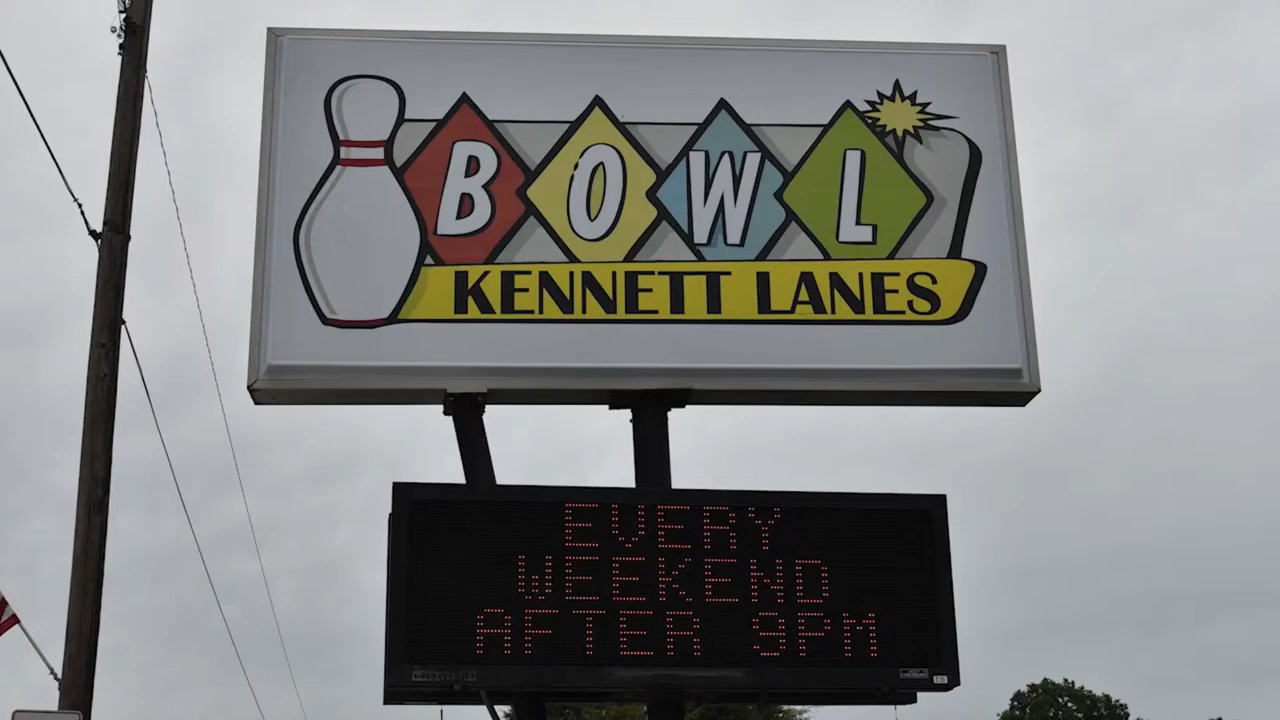 BOWL
KENNETT LANES
EVERY
WEEKEND
AFTER 9PM